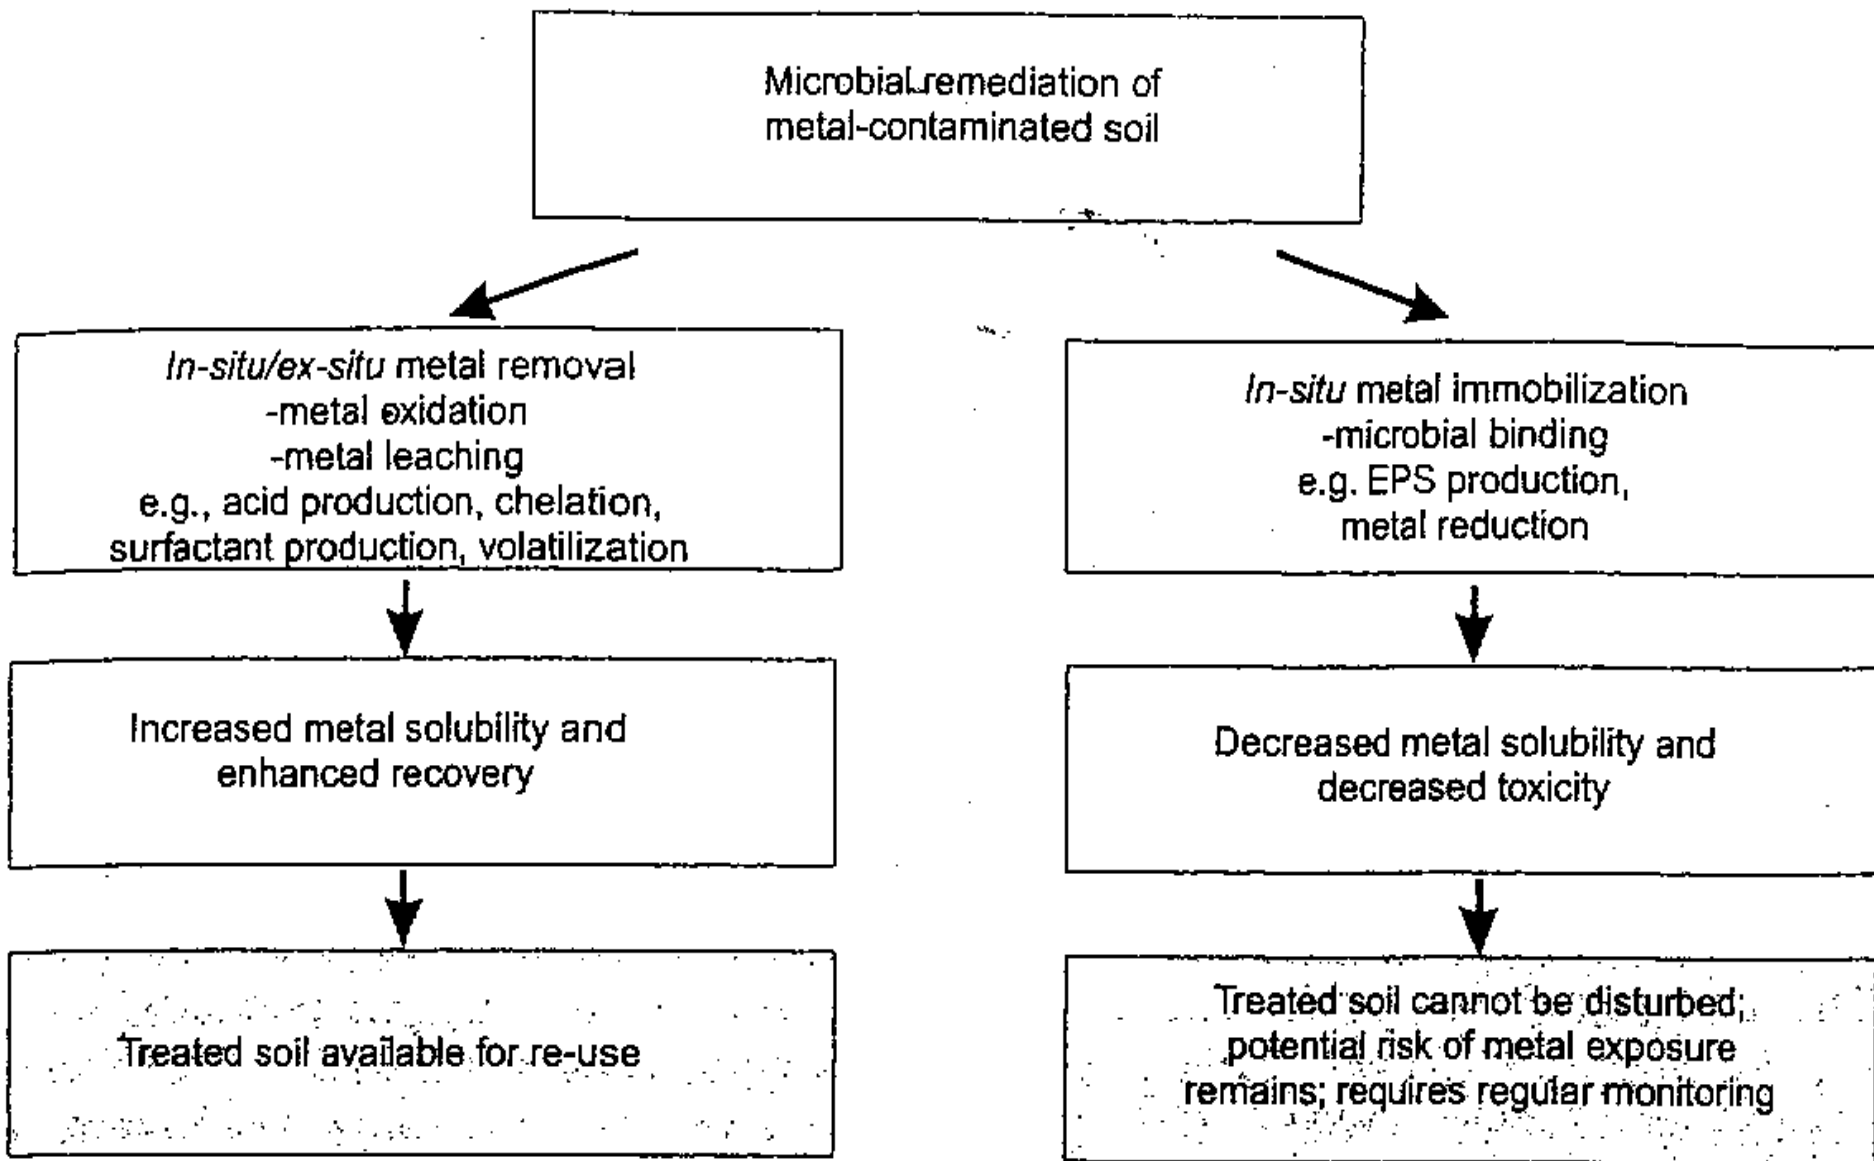 Microbial remediation of
metal-contaminated soil
In-situ/ex-situ metal removal
-metal oxidation
-metal leaching
e.g., acid production, chelation,
surfactant production, volatilization
In-situ metal immobilization
-microbial binding
e.g. EPS production,
metal reduction
Increased metal solubility and
enhanced recovery
Decreased metal solubility and
decreased toxicity
Treated soil available for re-use
Treated soil cannot be disturbed;
potential risk of metal exposure
remains; requires regular monitoring